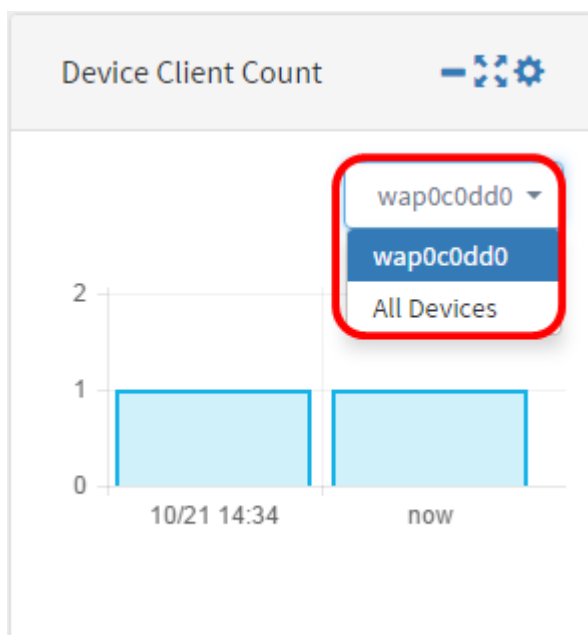 Device Client Count
wap0c0dd0
wap0c0dd0
All Devices
2
1
0
10/21 14:34
now